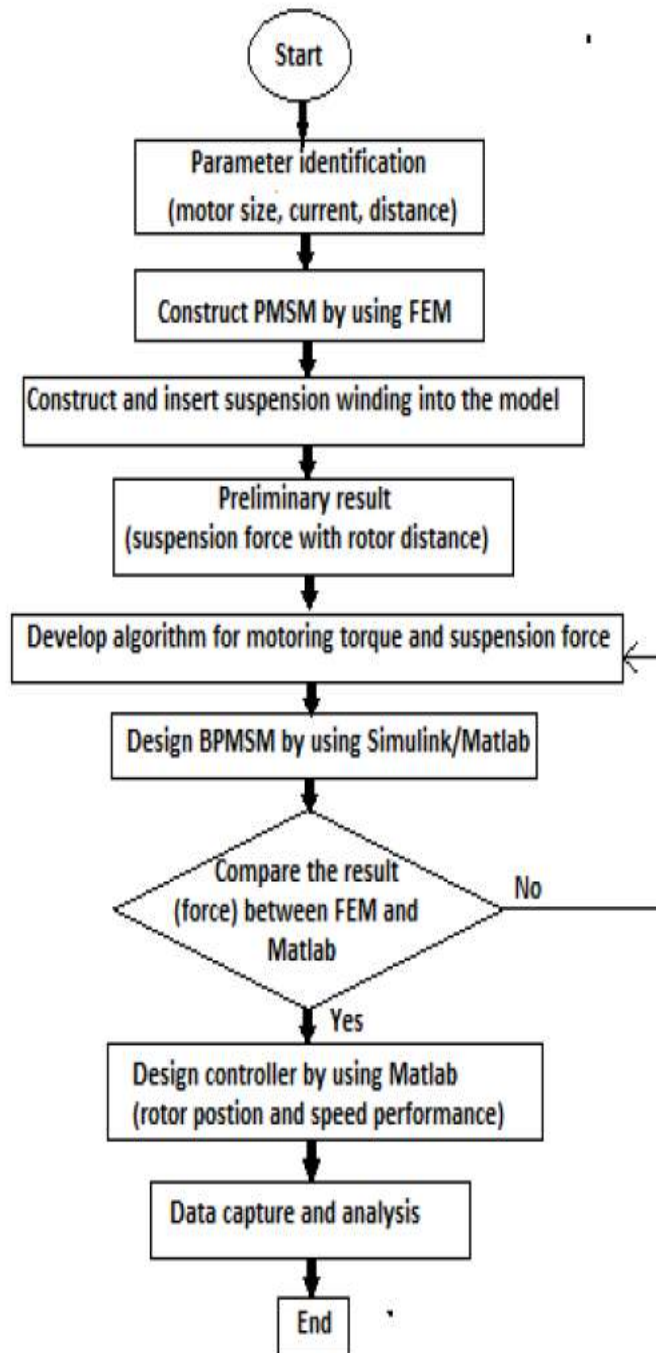 Start
Parameter identification
(motor size, current, distance)
Construct PMSM by using FEM
Construct and insert suspension winding into the model
Preliminary result
(suspension force with rotor distance)
Develop algorithm for motoring torque and suspension force
Design BPMSM by using Simulink/Matlab
Compare the result
(force) between FEM and
Matlab
No
Yes
Design controller by using Matlab
(rotor postion and speed performance)
Data capture and analysis
End